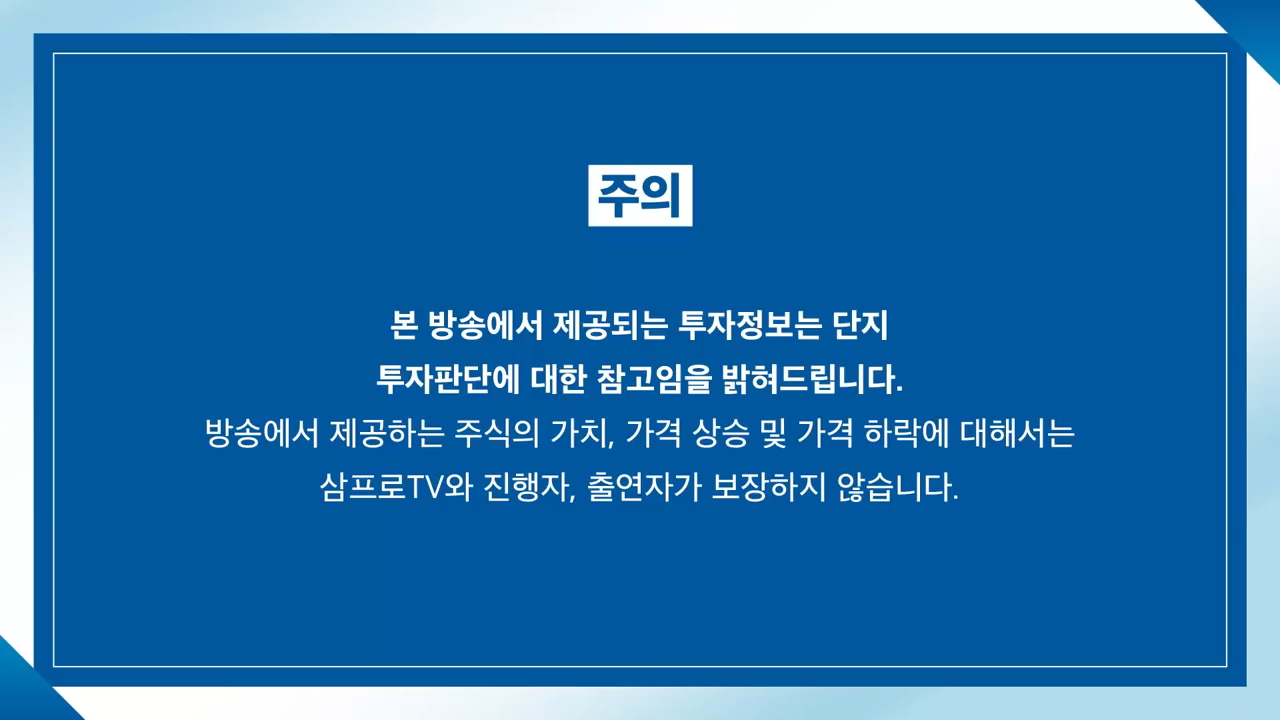 주의
본 방송에서 제공되는 투자정보는 단지
투자판단에 대한 참고임을 밝혀드립니다.
방송에서 제공하는 주식의 가치, 가격 상승 및 가격 하락에 대해서는
삼프로TV와 진행자, 출연자가 보장하지 않습니다.